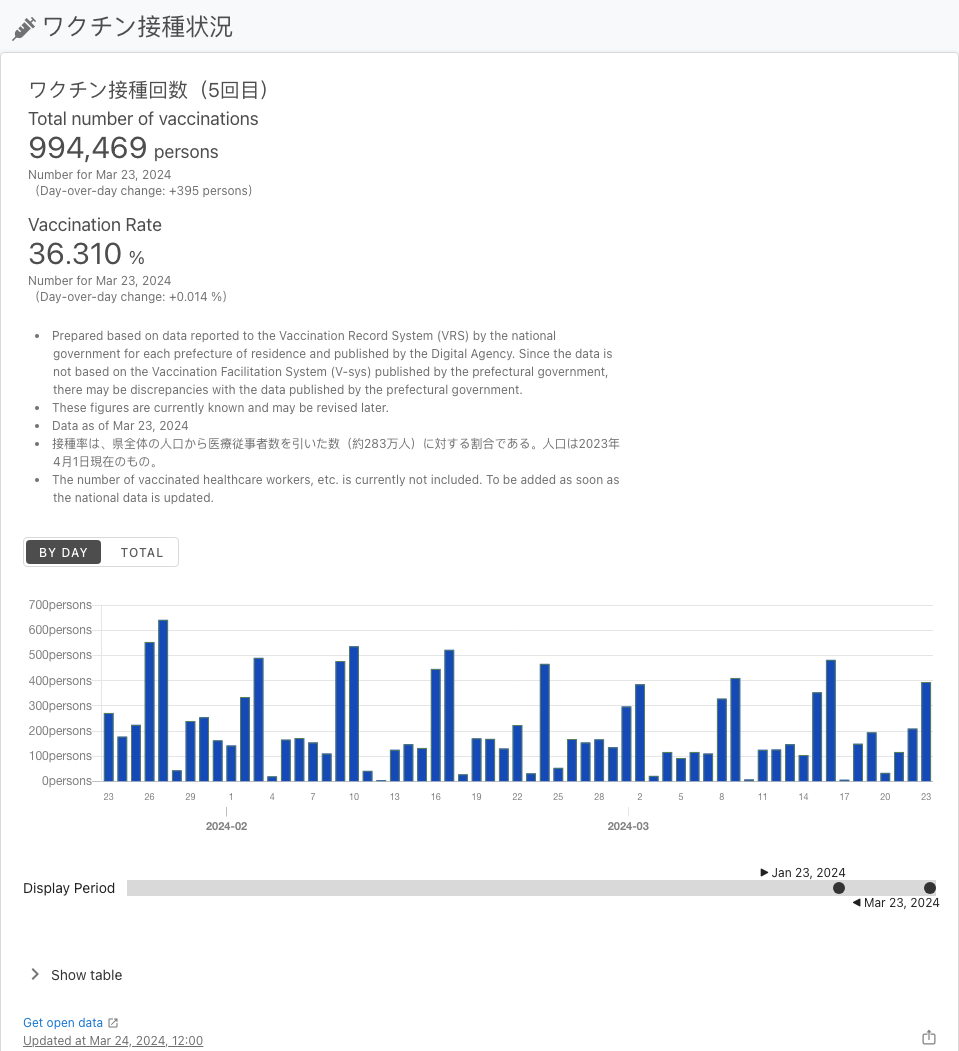 ワクチン接種状況
ワクチン接種回数（5回目）
Total number of vaccinations
994,469 persons
Number for Mar 23, 2024
（Day-over-day change: +395 persons）
Vaccination Rate
36.310 %
Number for Mar 23, 2024
（Day-over-day change: +0.014 %）
• Prepared based on data reported to the Vaccination Record System (VRS) by the national
government for each prefecture of residence and published by the Digital Agency. Since the data is
not based on the Vaccination Facilitation System (V-sys) published by the prefectural government,
there may be discrepancies with the data published by the prefectural government.
• These figures are currently known and may be revised later.
• Data as of Mar 23, 2024
• 接種率は、県全体の人口から医療従事者数を引いた数（約283万人）に対する割合である。人口は2023年
4月1日現在のもの。
• The number of vaccinated healthcare workers, etc. is currently not included. To be added as soon as
the national data is updated.
BY DAY TOTAL
700persons
600persons
500persons
400persons
300persons
200persons
100persons
0persons
23 26 29 1 4 7 10 13 16 19 22 25 28 2 5 8 11 14 17 20 23
2024-02 2024-03
Jan 23, 2024
Display Period
Mar 23, 2024
Show table
Get open data
Updated at Mar 24, 2024, 12:00